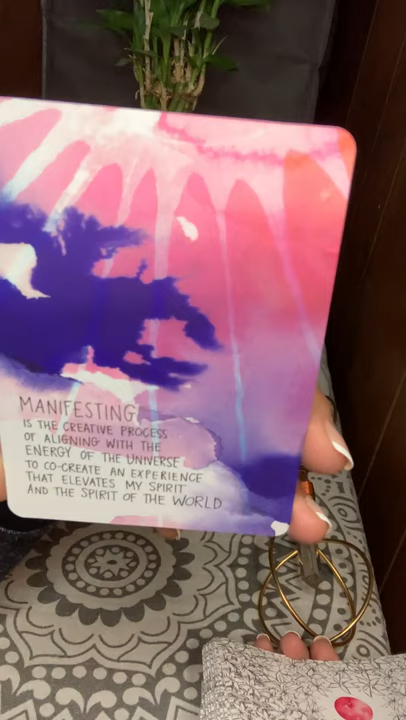 MANIFESTING
IS THE CREATIVE PROCESS
OF ALIGNING WITH THE
ENERGY OF THE UNIVERSE
TO CO-CREATE AN EXPERIENCE
THAT ELEVATES MY SPIRIT
AND THE SPIRIT OF THE WORLD